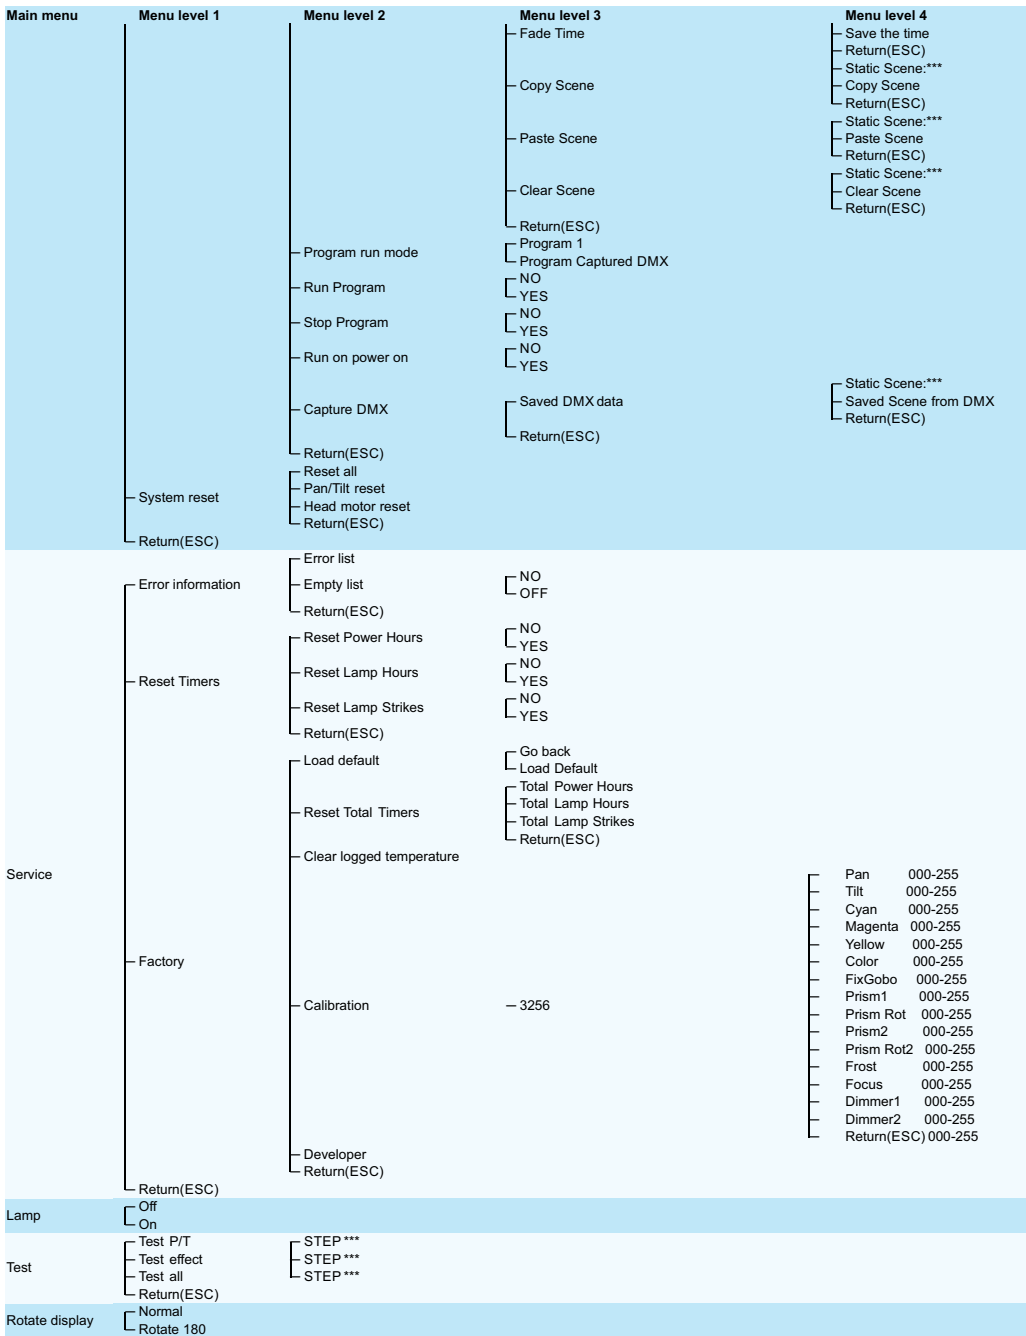 Main menu Menu level 1 Menu level 2 Menu level 3 Menu level 4
Fade Time Save the time
Return(ESC)
Static Scene:***
Copy Scene Copy Scene
Return(ESC)
Static Scene:***
Paste Scene Paste Scene
Return(ESC)
Static Scene:***
Clear Scene Clear Scene
Return(ESC)
Return(ESC)
Program 1
Program run mode
Program Captured DMX
NO
Run Program
YES
NO
Stop Program
YES
NO
Run on power on
YES
Static Scene:***
Capture DMX Saved DMX data Saved Scene from DMX
Return(ESC)
Return(ESC)
Return(ESC)
Reset all
Pan/Tilt reset
System reset
Head motor reset
Return(ESC)
Return(ESC)
Error list
Error information Empty list NO
OFF
Return(ESC)
NO
Reset Power Hours
YES
NO
Reset Lamp Hours
Reset Timers YES
NO
Reset Lamp Strikes
YES
Return(ESC)
Go back
Load default
Load Default
Total Power Hours
Total Lamp Hours
Reset Total Timers
Total Lamp Strikes
Return(ESC)
Clear logged temperature
Service Pan 000-255
Tilt 000-255
Cyan 000-255
Magenta 000-255
Yellow 000-255
Factory Color 000-255
FixGobo 000-255
Prism1 000-255
Calibration 3256
Prism Rot 000-255
Prism2 000-255
Prism Rot2 000-255
Frost 000-255
Focus 000-255
Dimmer1 000-255
Dimmer2 000-255
Return(ESC) 000-255
Developer
Return(ESC)
Return(ESC)
Off
Lamp
On
Test P/T STEP ***
Test effect STEP ***
Test
Test all STEP ***
Return(ESC)
Normal
Rotate display
Rotate 180